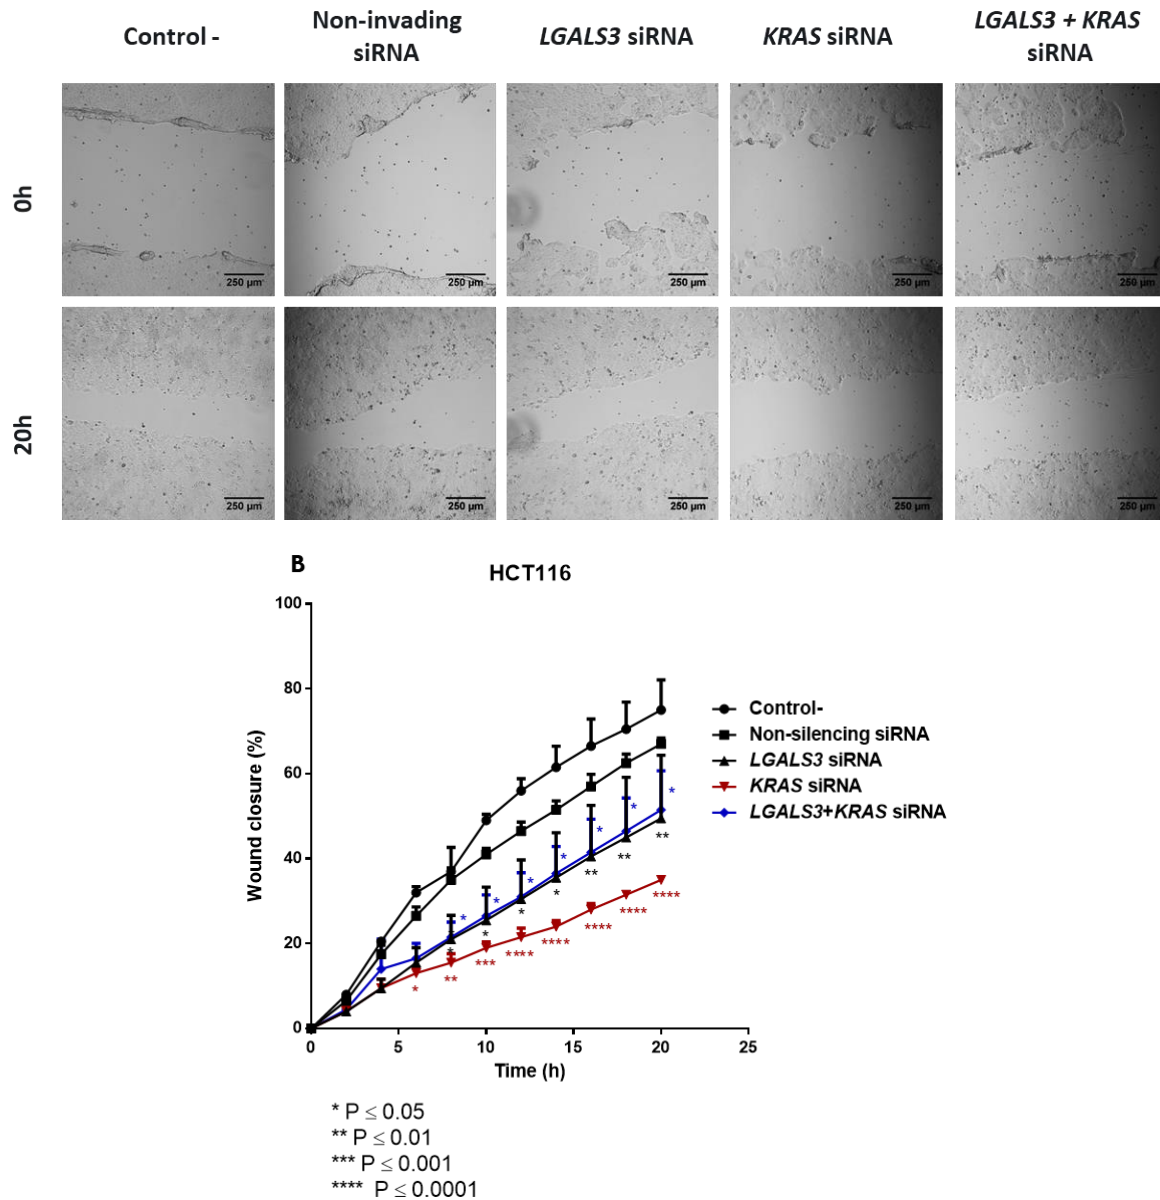 Control -
Non-invading
siRNA
LGALS3 siRNA
KRAS siRNA
LGALS3 + KRAS
siRNA
0h
250 µm
250 µm
250 µm
250 µm
250 µm
20h
250 µm
250 µm
250 µm
250 µm
250 µm
B
HCT116
Wound closure (%)
100
80
60
40
20
0
0
5
10
15
20
25
Time (h)
Control-
Non-silencing siRNA
LGALS3 siRNA
KRAS siRNA
LGALS3+KRAS siRNA
* * * * * * *
* * * * ** ** **
* ** *** **** **** **** **** ****
* P ≤ 0.05
** P ≤ 0.01
*** P ≤ 0.001
**** P ≤ 0.0001